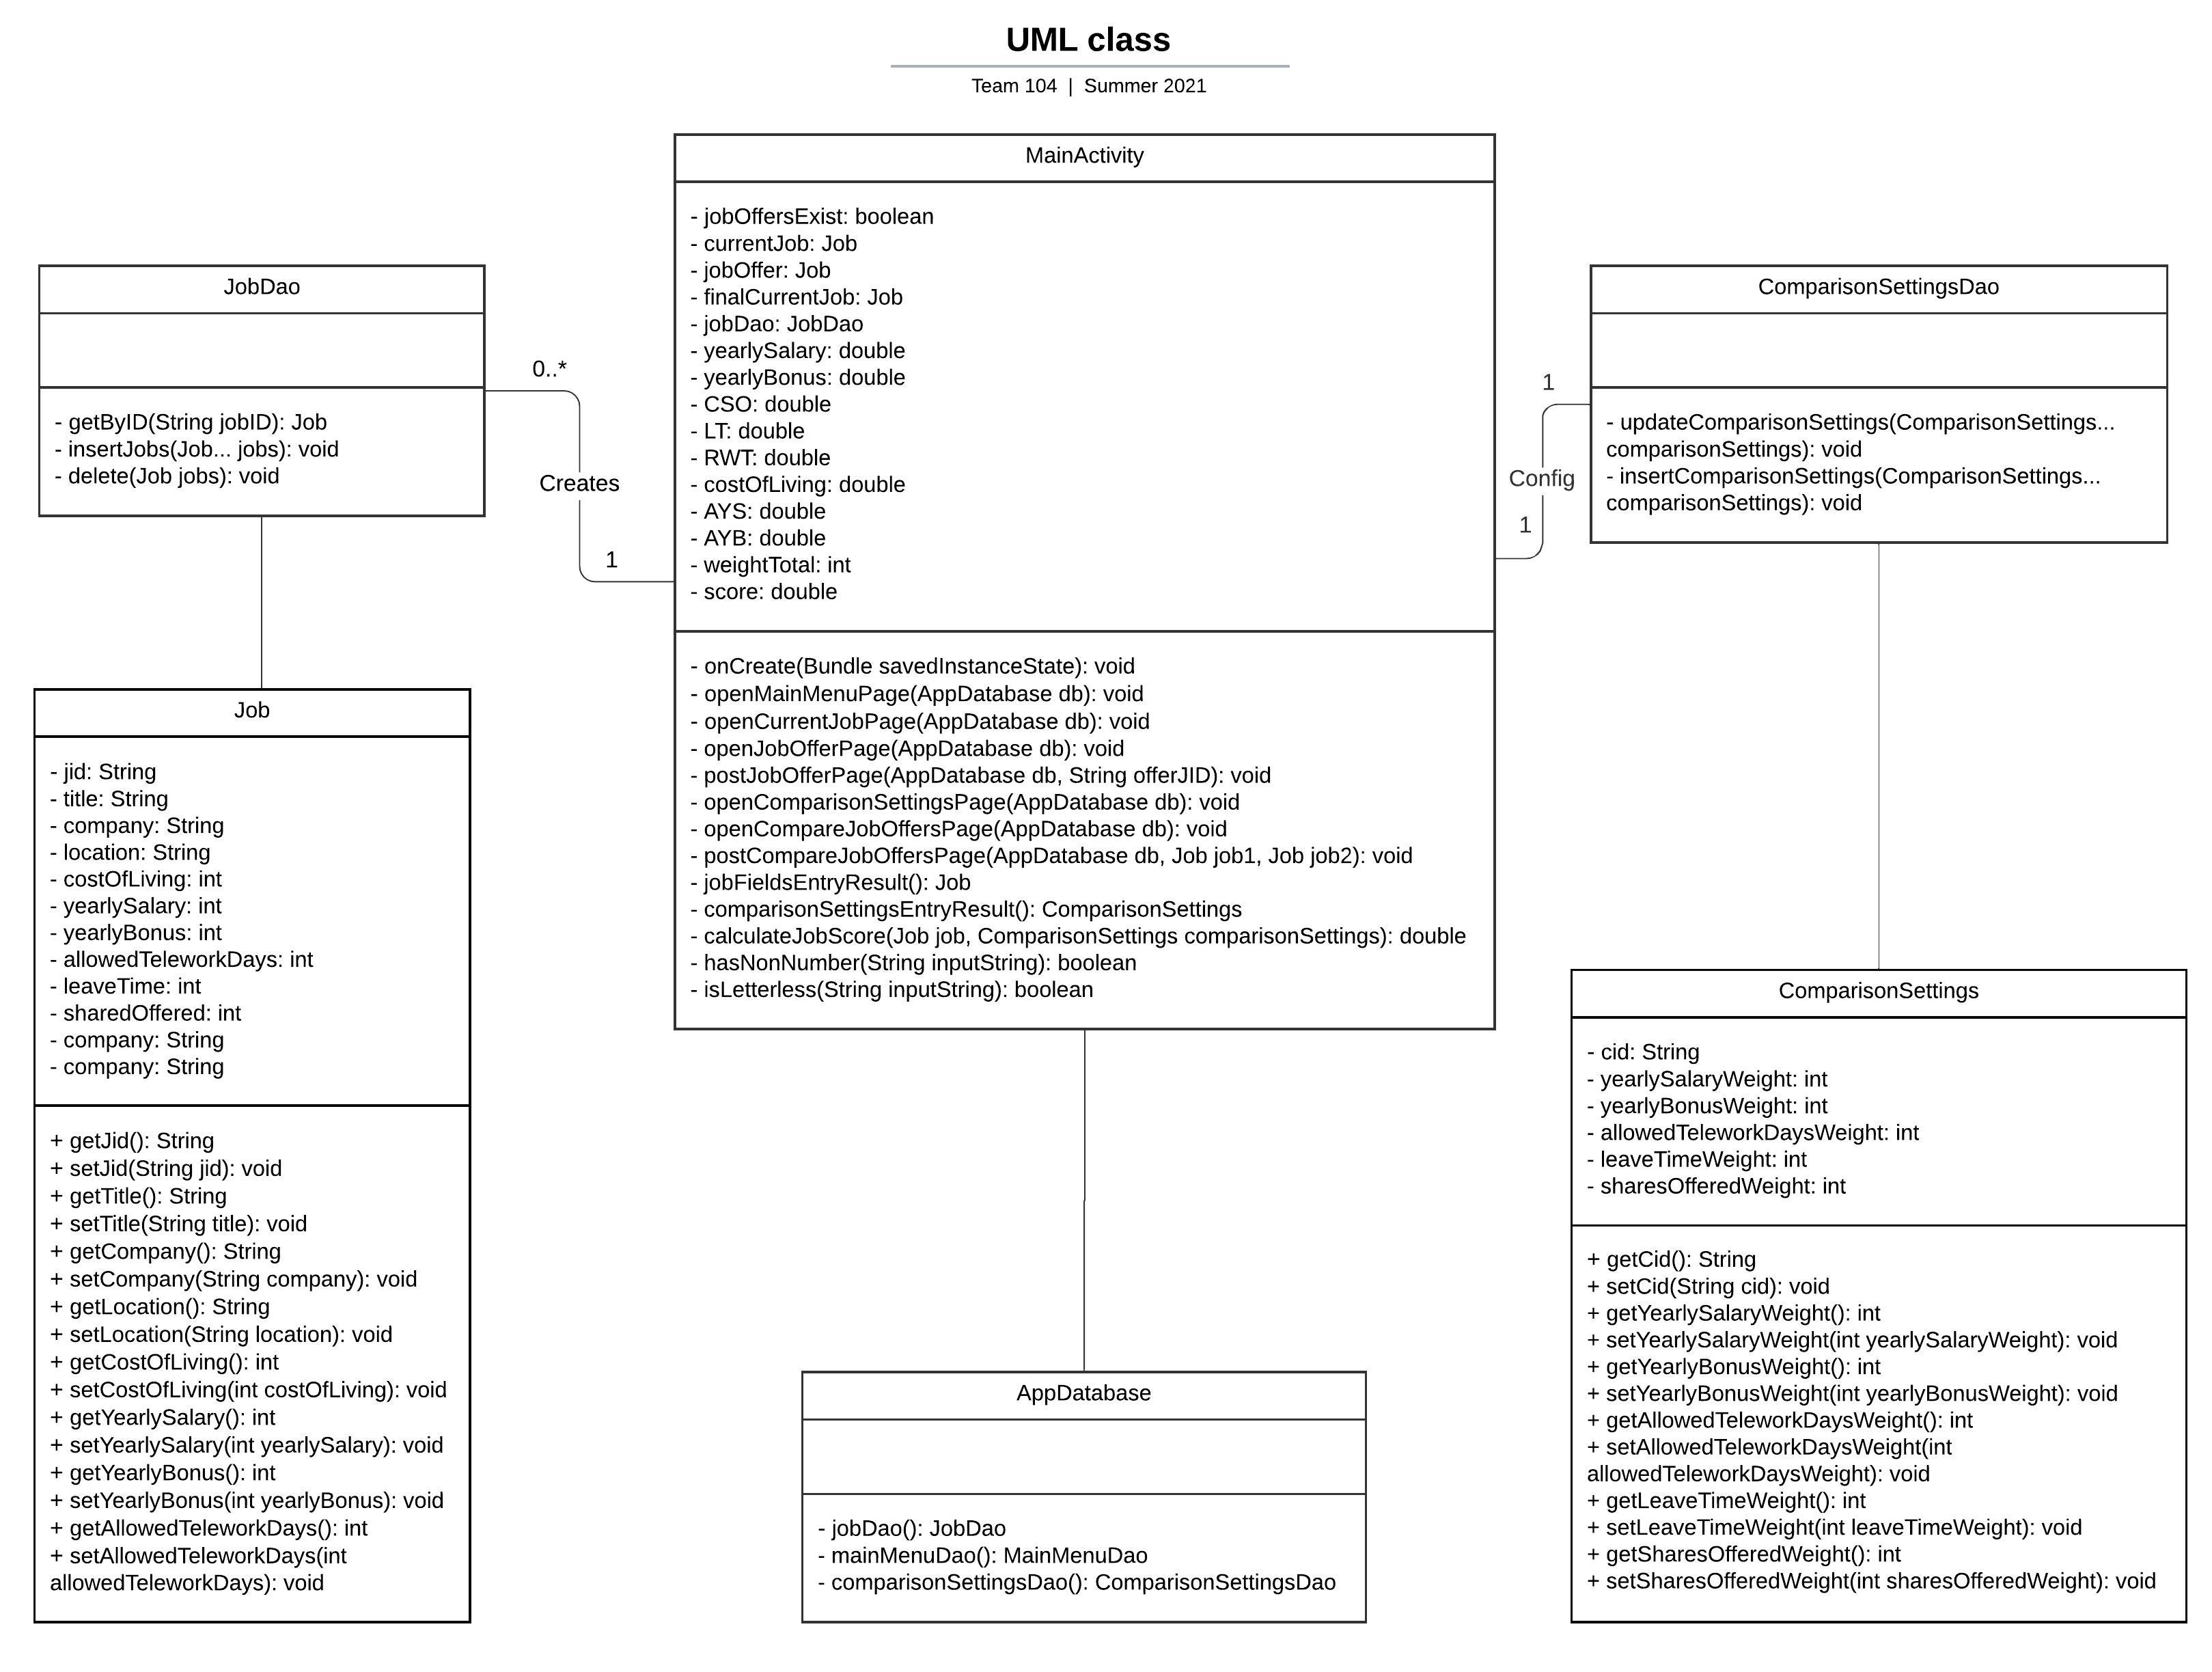 UML class
Team 104 | Summer 2021
MainActivity
- jobOffersExist: boolean
- currentJob: Job
- jobOffer: Job
- finalCurrentJob: Job
- jobDao: JobDao
- yearlySalary: double
- yearlyBonus: double
- CSO: double
- LT: double
- RWT: double
- costOfLiving: double
- AYS: double
- AYB: double
- weightTotal: int
- score: double
- onCreate(Bundle savedInstanceState): void
- openMainMenuPage(AppDatabase db): void
- openCurrentJobPage(AppDatabase db): void
- openJobOfferPage(AppDatabase db): void
- postJobOfferPage(AppDatabase db, String offerJID): void
- openComparisonSettingsPage(AppDatabase db): void
- openCompareJobOffersPage(AppDatabase db): void
- postCompareJobOffersPage(AppDatabase db, Job job1, Job job2): void
- jobFieldsEntryResult(): Job
- comparisonSettingsEntryResult(): ComparisonSettings
- calculateJobScore(Job job, ComparisonSettings comparisonSettings): double
- hasNonNumber(String inputString): boolean
- isLetterless(String inputString): boolean
JobDao
- getByID(String jobID): Job
- insertJobs(Job... jobs): void
- delete(Job jobs): void
0..*
Creates
1
ComparisonSettingsDao
- updateComparisonSettings(ComparisonSettings...
comparisonSettings): void
- insertComparisonSettings(ComparisonSettings...
comparisonSettings): void
1
Config
1
Job
- jid: String
- title: String
- company: String
- location: String
- costOfLiving: int
- yearlySalary: int
- yearlyBonus: int
- allowedTeleworkDays: int
- leaveTime: int
- sharedOffered: int
- company: String
- company: String
+ getJid(): String
+ setJid(String jid): void
+ getTitle(): String
+ setTitle(String title): void
+ getCompany(): String
+ setCompany(String company): void
+ getLocation(): String
+ setLocation(String location): void
+ getCostOfLiving(): int
+ setCostOfLiving(int costOfLiving): void
+ getYearlySalary(): int
+ setYearlySalary(int yearlySalary): void
+ getYearlyBonus(): int
+ setYearlyBonus(int yearlyBonus): void
+ getAllowedTeleworkDays(): int
+ setAllowedTeleworkDays(int
allowedTeleworkDays): void
AppDatabase
- jobDao(): JobDao
- mainMenuDao(): MainMenuDao
- comparisonSettingsDao(): ComparisonSettingsDao
ComparisonSettings
- cid: String
- yearlySalaryWeight: int
- yearlyBonusWeight: int
- allowedTeleworkDaysWeight: int
- leaveTimeWeight: int
- sharesOfferedWeight: int
+ getCid(): String
+ setCid(String cid): void
+ getYearlySalaryWeight(): int
+ setYearlySalaryWeight(int yearlySalaryWeight): void
+ getYearlyBonusWeight(): int
+ setYearlyBonusWeight(int yearlyBonusWeight): void
+ getAllowedTeleworkDaysWeight(): int
+ setAllowedTeleworkDaysWeight(int
allowedTeleworkDaysWeight): void
+ getLeaveTimeWeight(): int
+ setLeaveTimeWeight(int leaveTimeWeight): void
+ getSharesOfferedWeight(): int
+ setSharesOfferedWeight(int sharesOfferedWeight): void